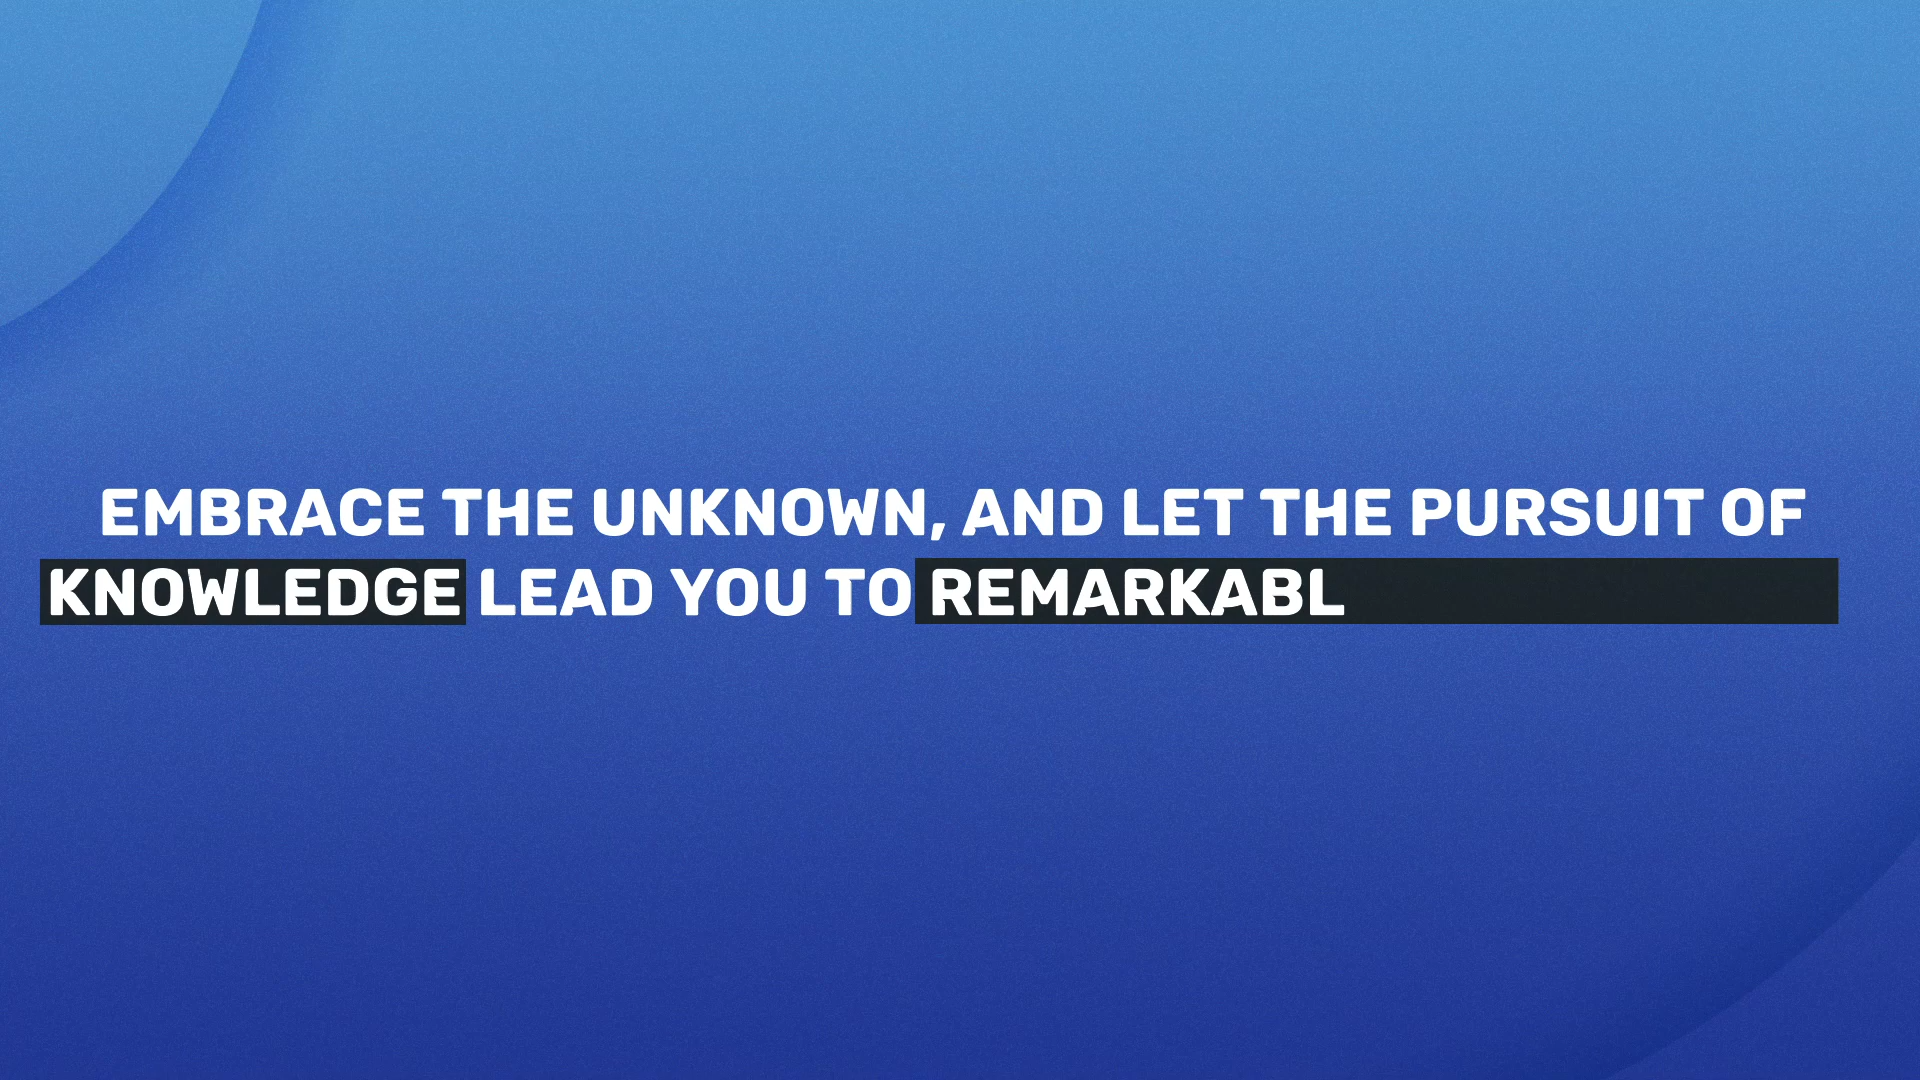 EMBRACE THE UNKNOWN, AND LET THE PURSUIT OF
KNOWLEDGE LEAD YOU TO REMARKABL